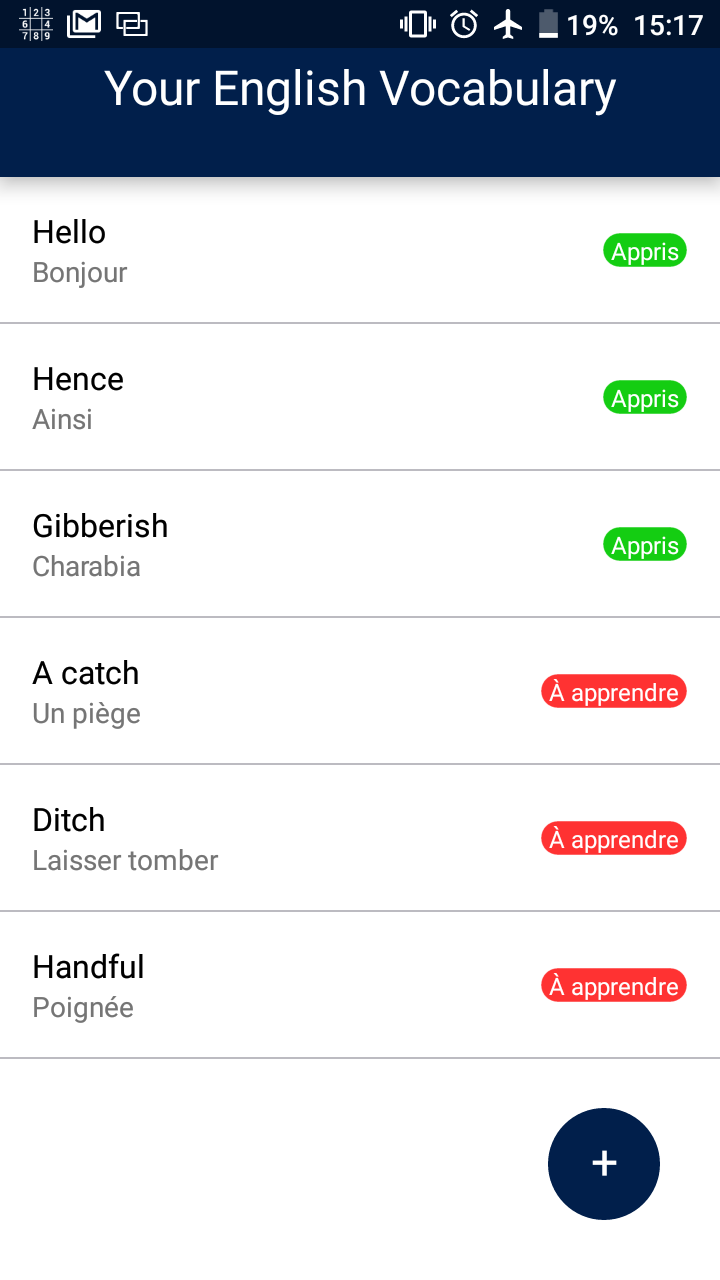 19% 15:17
Your English Vocabulary
Hello
Bonjour
Appris
Hence
Ainsi
Appris
Gibberish
Charabia
Appris
A catch
Un piège
À apprendre
Ditch
Laisser tomber
À apprendre
Handful
Poignée
À apprendre
+